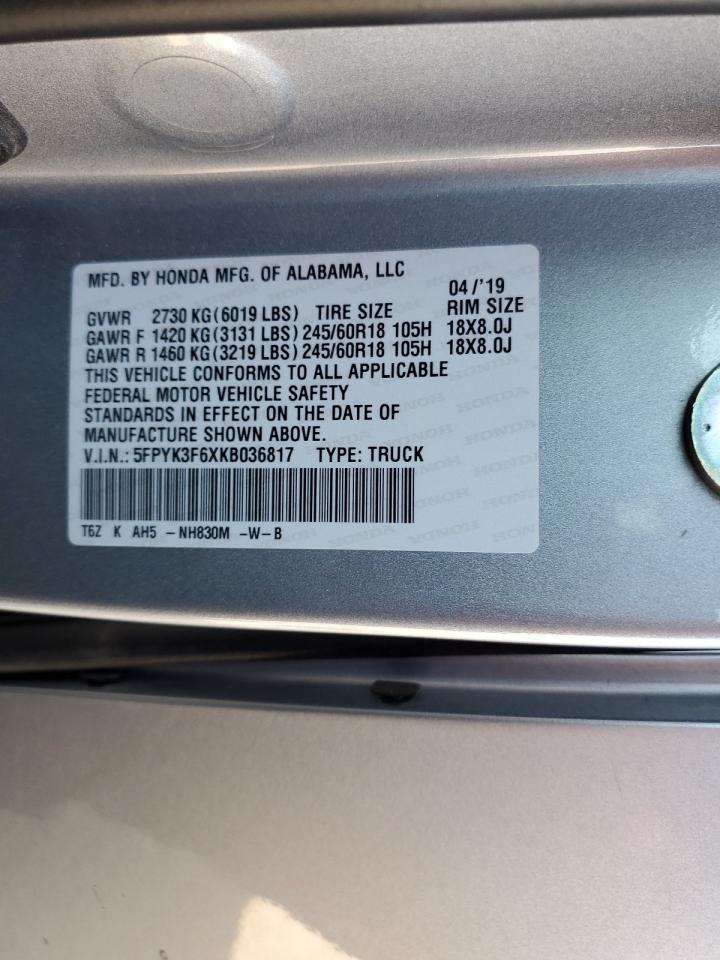 MFD. BY HONDA MFG. OF ALABAMA, LLC
04/'19
GVWR 2730 KG(6019 LBS) TIRE SIZE RIM SIZE
GAWR F 1420 KG(3131 LBS) 245/60R18 105H 18X8.0J
GAWR R 1460 KG(3219 LBS) 245/60R18 105H 18X8.0J
THIS VEHICLE CONFORMS TO ALL APPLICABLE
FEDERAL MOTOR VEHICLE SAFETY
STANDARDS IN EFFECT ON THE DATE OF
MANUFACTURE SHOWN ABOVE.
V.I.N.: 5FPYK3F6XKB036817 TYPE: TRUCK
T6Z K AH5 -NH830M -W-B